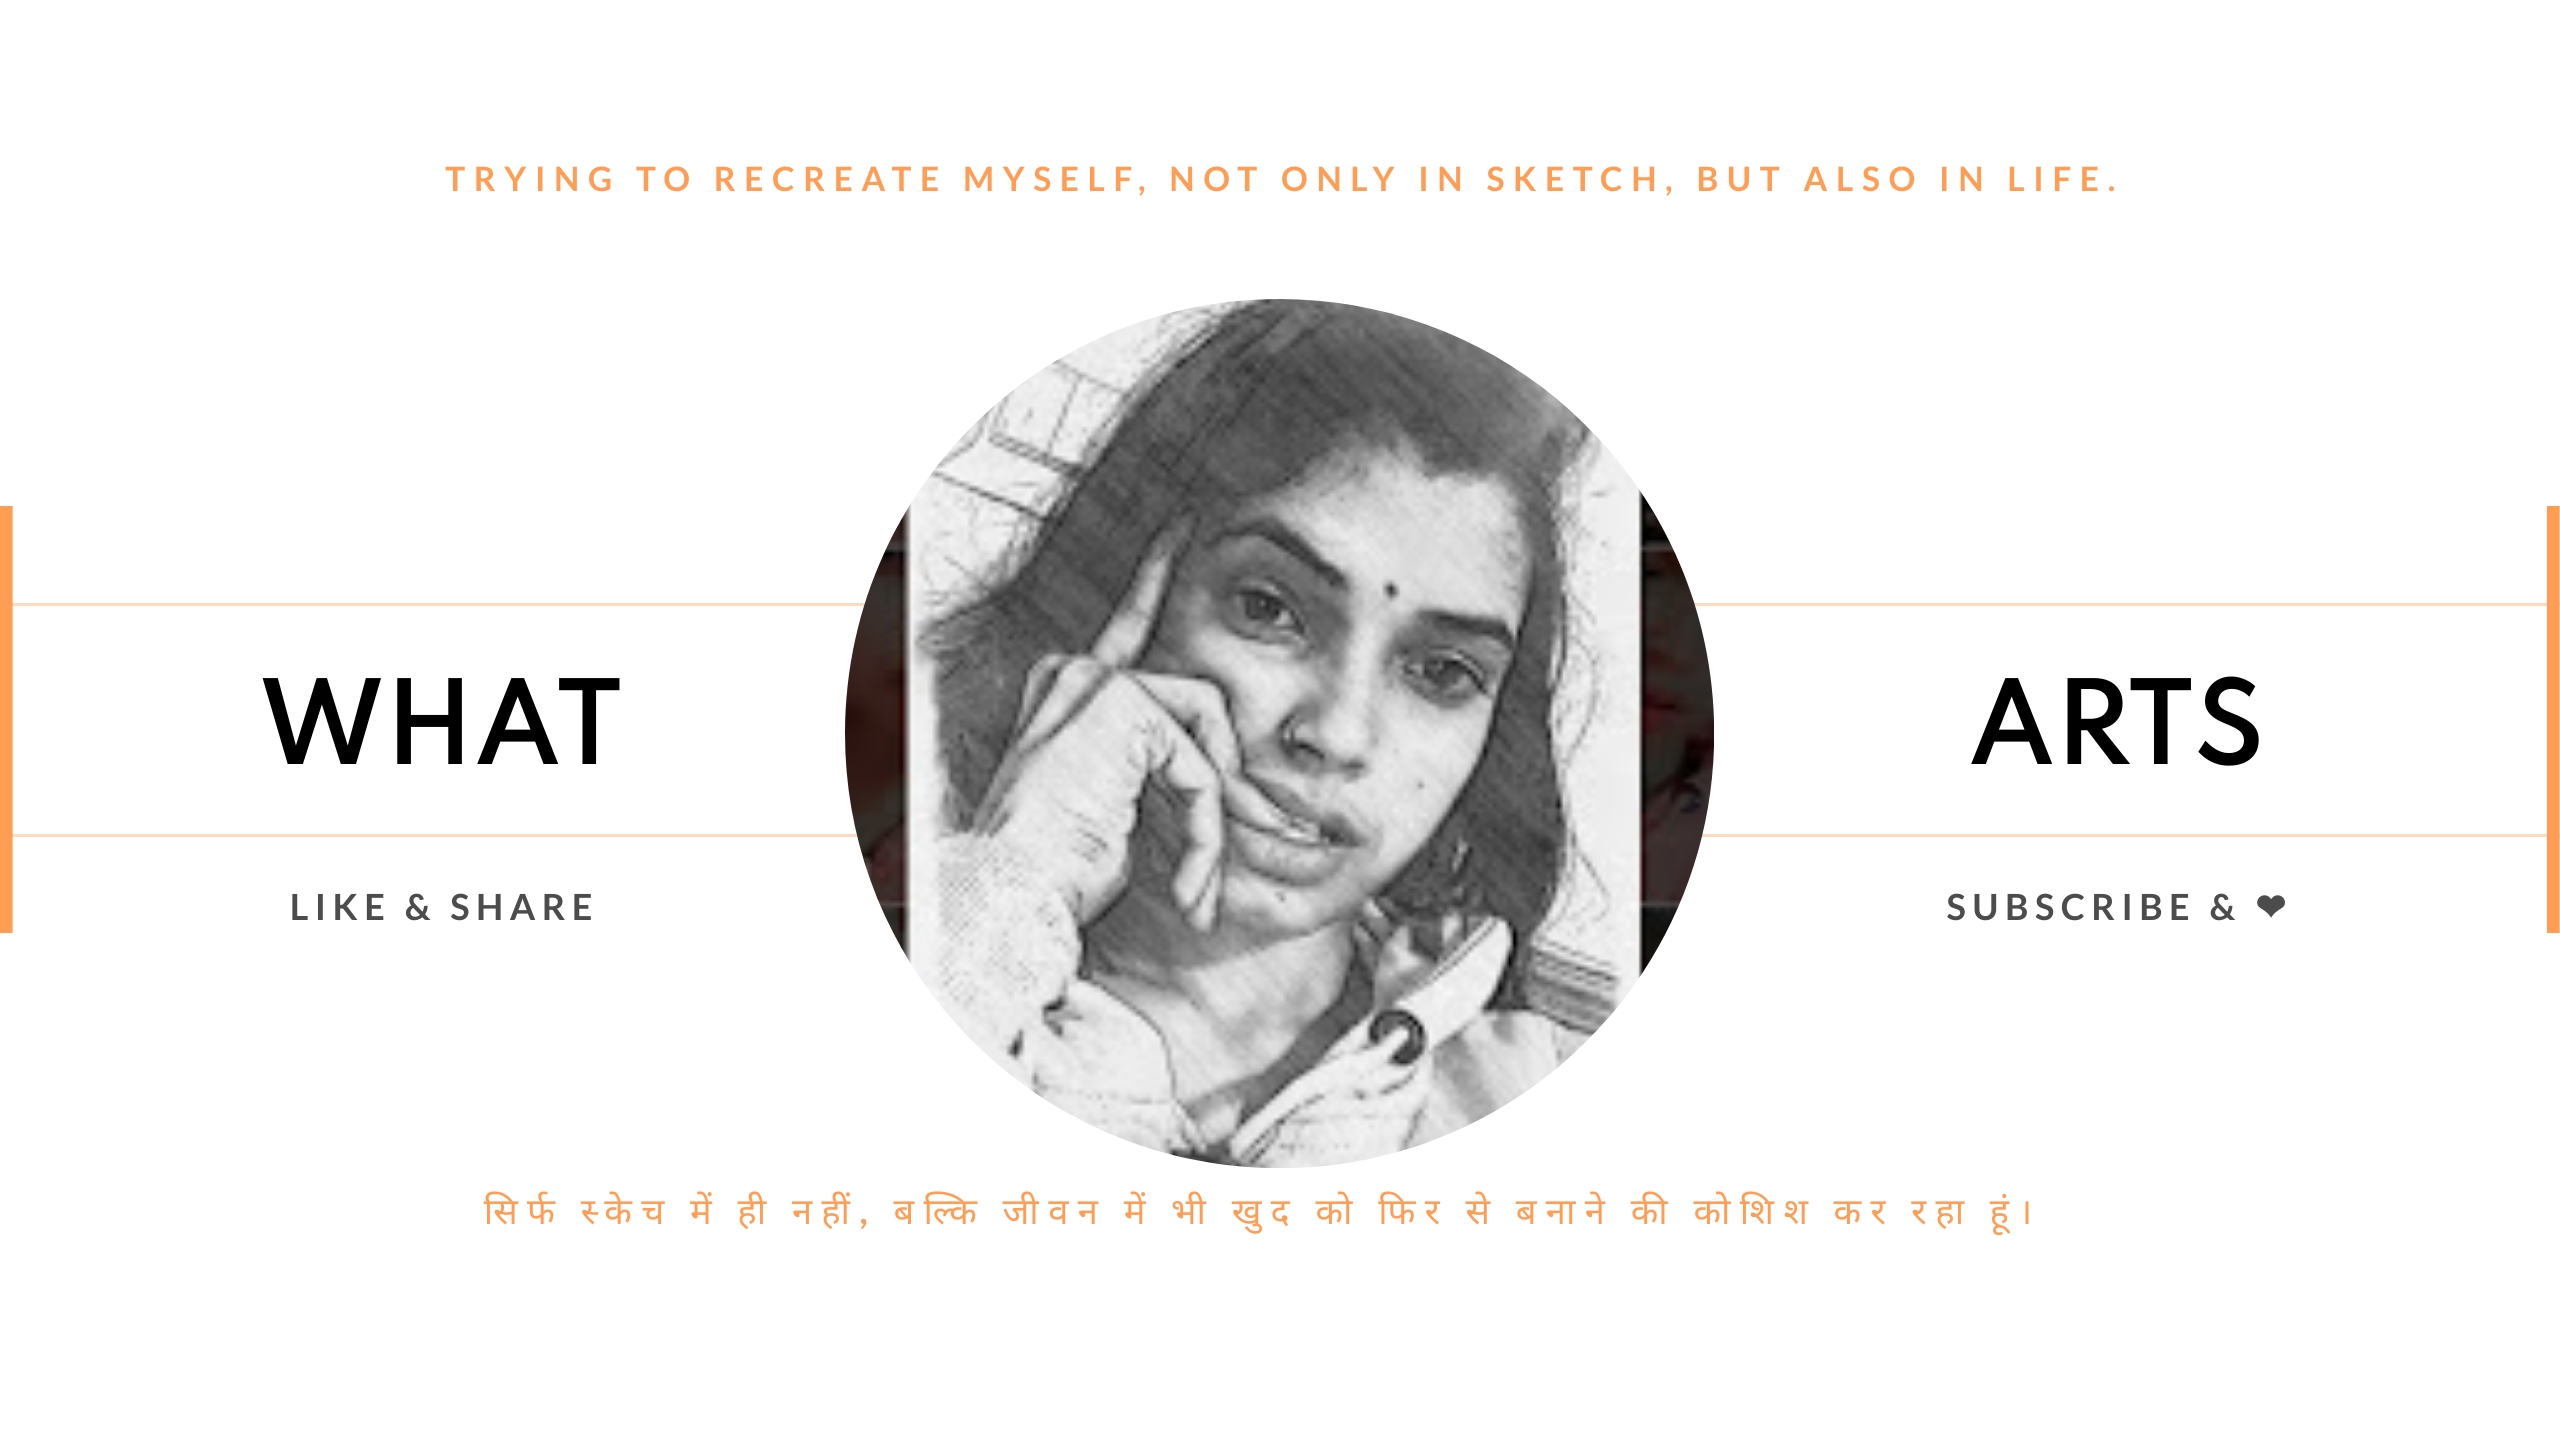 TRYING TO RECREATE MYSELF, NOT ONLY IN SKETCH, BUT ALSO IN LIFE.
WHAT
ARTS
LIKE & SHARE
SUBSCRIBE & ❤
सिर्फ स्केच में ही नहीं, बल्कि जीवन में भी खुद को फिर से बनाने की कोशिश कर रहा हूं।